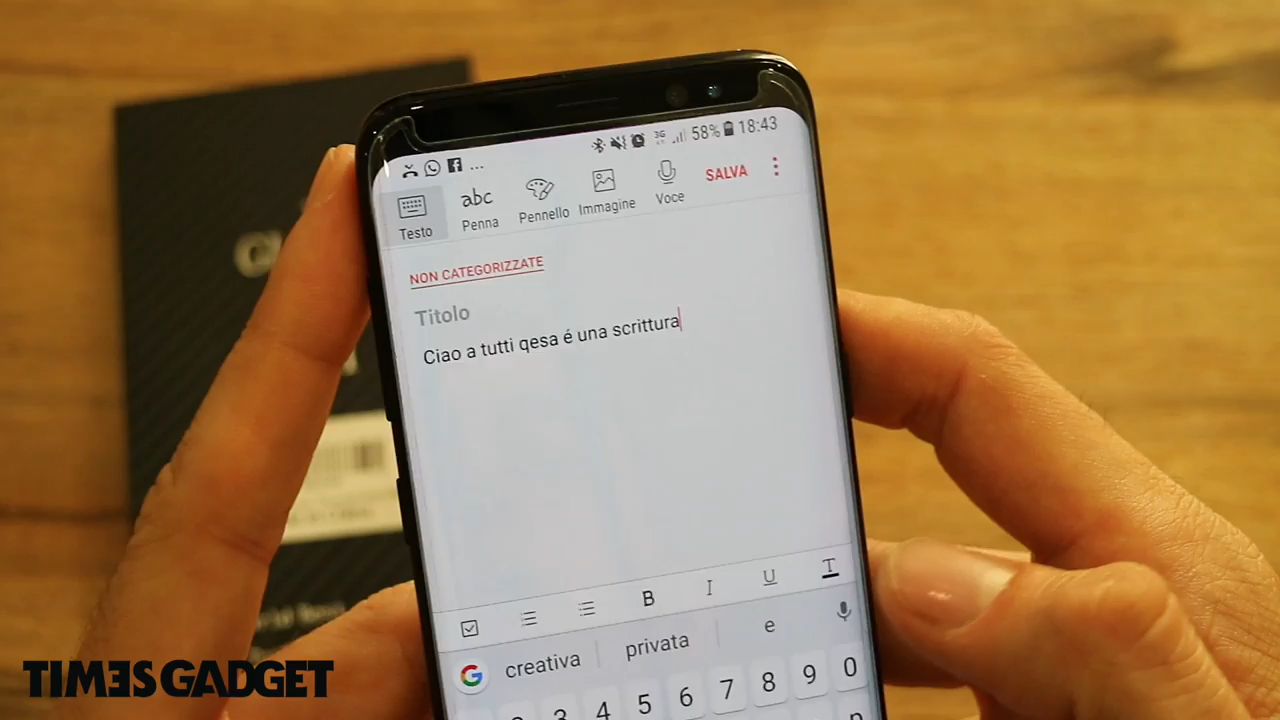 58% 18:43
Testo
abc
Penna
Pennello
Immagine
Voce
SALVA
NON CATEGORIZZATE
Titolo
Ciao a tutti qesa é una scrittura
B I U T
G creativa privata e
3 4 5 6 7 8 9 0
p
TIMES GADGET